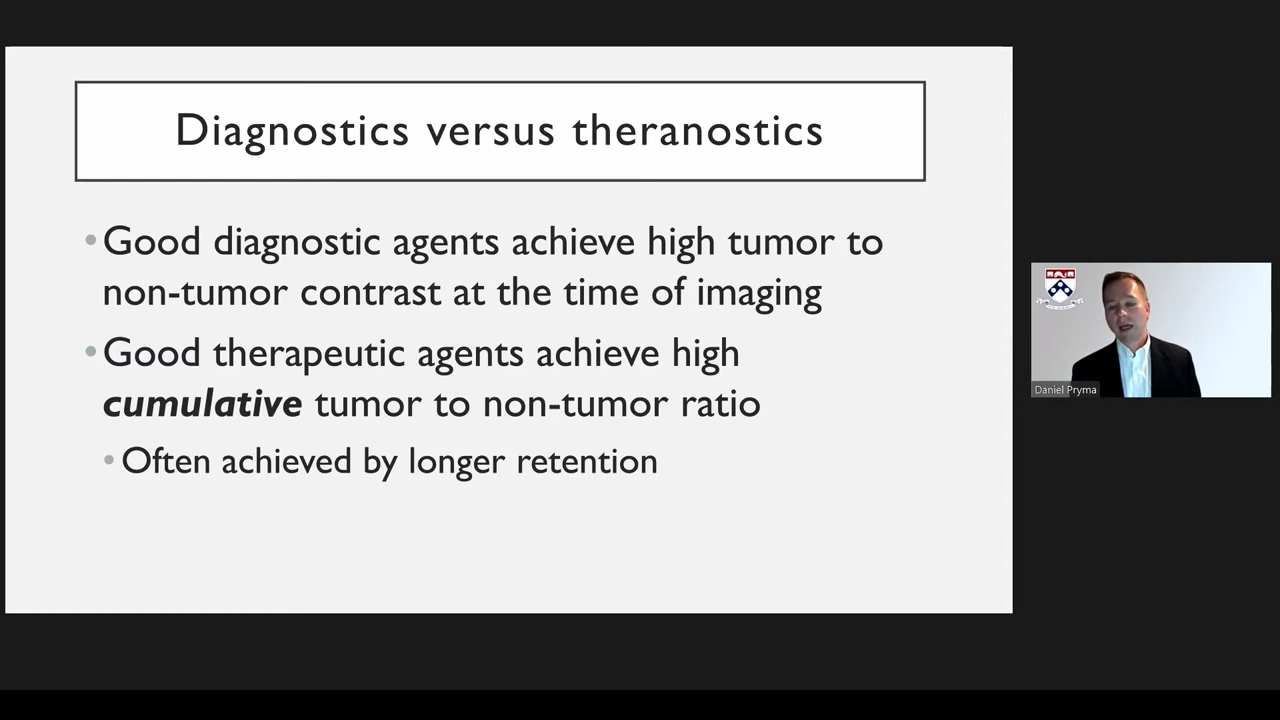 Diagnostics versus theranostics
•Good diagnostic agents achieve high tumor to
non-tumor contrast at the time of imaging
•Good therapeutic agents achieve high
cumulative tumor to non-tumor ratio
•Often achieved by longer retention
Daniel Pryma